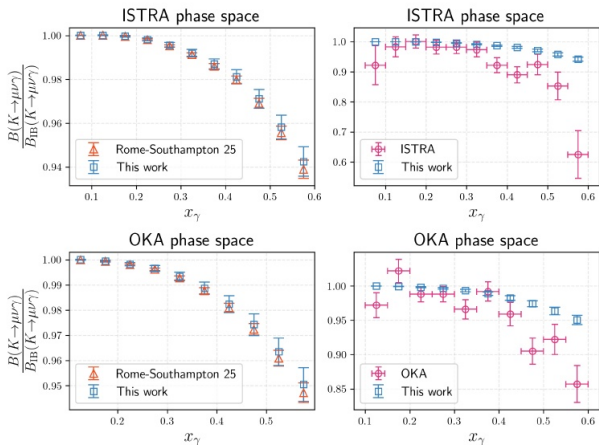 ISTRA phase space
B(K→μνγ)
B_IB(K→μνγ)
1.00
0.98
0.96
0.94
Rome-Southampton 25
This work
0.1 0.2 0.3 0.4 0.5 0.6
x_γ
ISTRA phase space
1.0
0.9
0.8
0.7
0.6
ISTRA
This work
0.1 0.2 0.3 0.4 0.5 0.6
x_γ
OKA phase space
B(K→μνγ)
B_IB(K→μνγ)
1.00
0.99
0.98
0.97
0.96
0.95
Rome-Southampton 25
This work
0.2 0.3 0.4 0.5
x_γ
OKA phase space
1.00
0.95
0.90
0.85
OKA
This work
0.1 0.2 0.3 0.4 0.5 0.6
x_γ